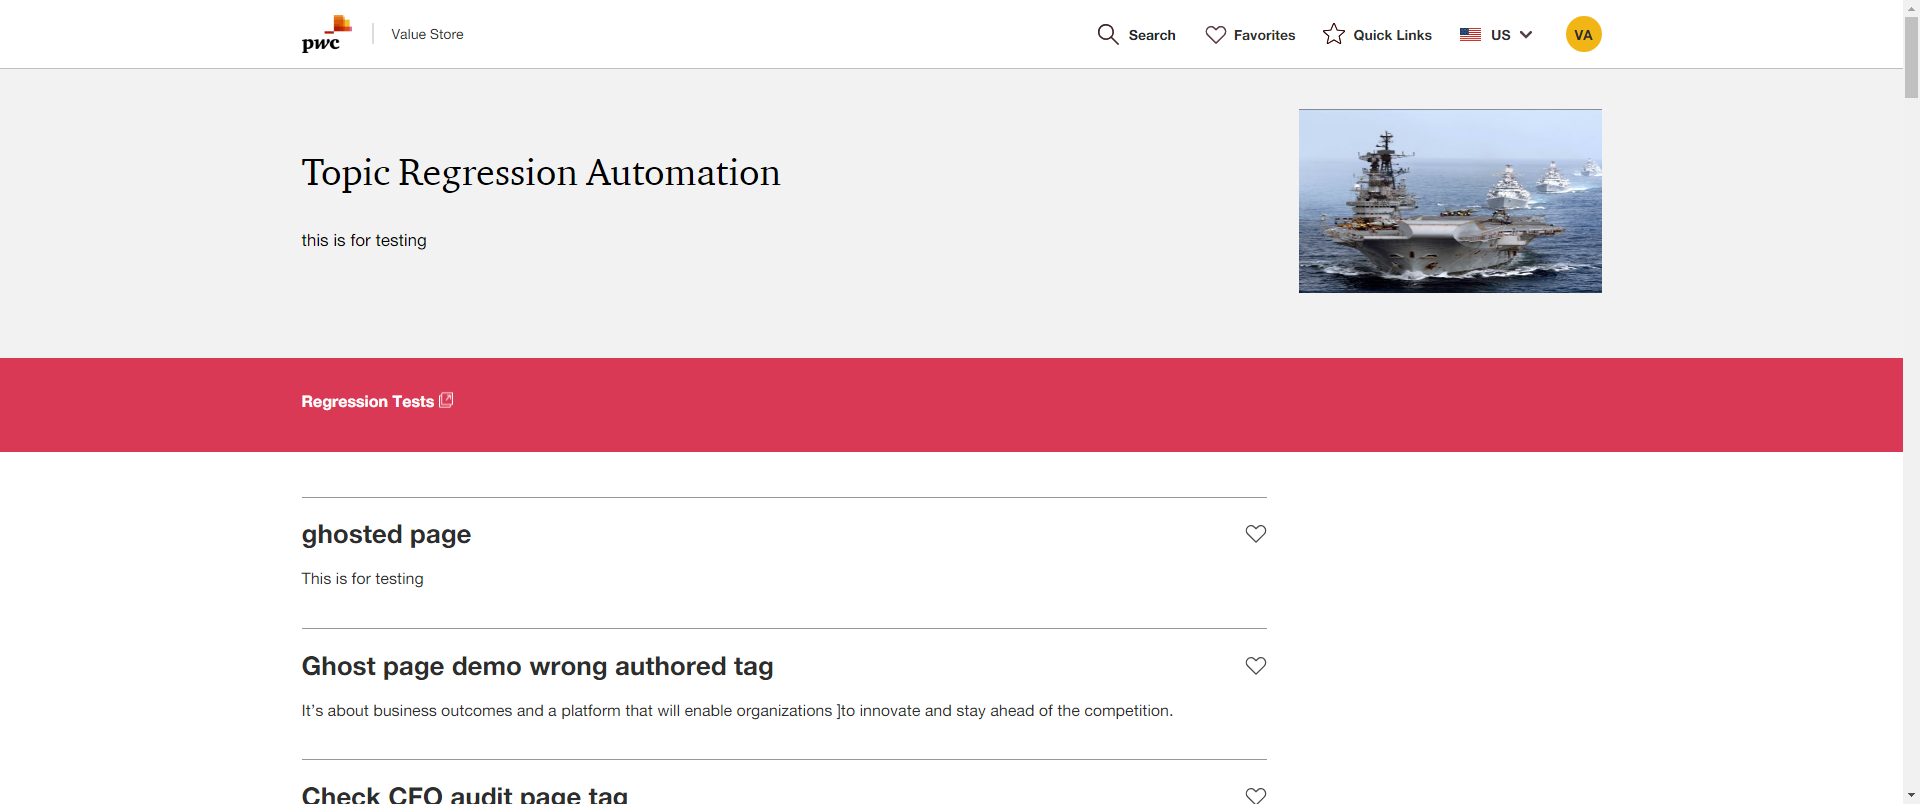 pwc
Value Store
Search
Favorites
Quick Links
US
VA
Topic Regression Automation
this is for testing
Regression Tests
ghosted page
This is for testing
Ghost page demo wrong authored tag
It's about business outcomes and a platform that will enable organizations ]to innovate and stay ahead of the competition.
Check CFO audit page tag